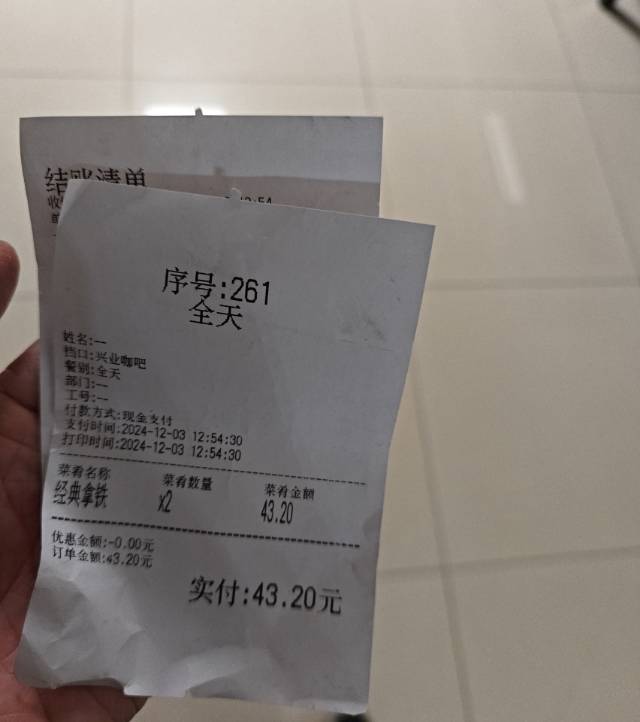 结账清单
序号:261
全天
姓名:--
档口:兴业咖吧
餐别:全天
部门:--
工号:--
付款方式:现金支付
支付时间:2024-12-03 12:54:30
打印时间:2024-12-03 12:54:30
菜肴名称 菜肴数量 菜肴金额
经典拿铁 x2 43.20
优惠金额:-0.00元
订单金额:43.20元
实付:43.20元